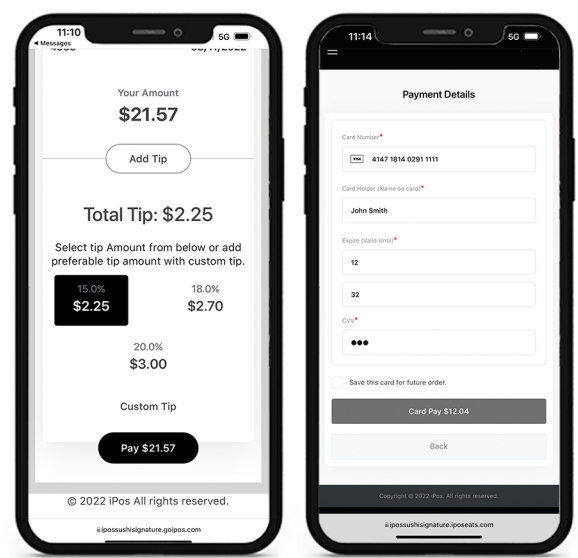 11:10
5G
Messages
Your Amount
$21.57
Add Tip
Total Tip: $2.25
Select tip Amount from below or add
preferable tip amount with custom tip.
15.0%
$2.25
18.0%
$2.70
20.0%
$3.00
Custom Tip
Pay $21.57
© 2022 iPos All rights reserved.
ipossushisignature.goipos.com
11:14
5G
Payment Details
Card Number*
VISA 4147 1814 0291 1111
Card Holder (Name on card)*
John Smith
Expire (Valid Until)*
12
32
CVV*
Save this card for future order.
Card Pay $12.04
Back
Copyright © 2022 iPos. All rights reserved.
ipossushisignature.iposeats.com